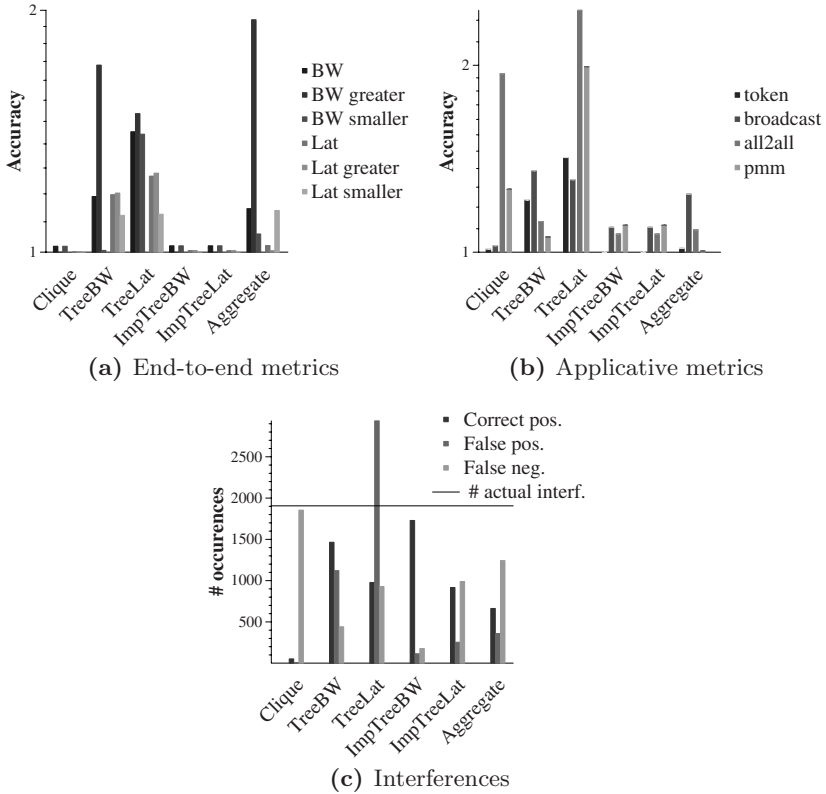 2
1
Accuracy
BW
BW greater
BW smaller
Lat
Lat greater
Lat smaller
Clique
TreeBW
TreeLat
ImpTreeBW
ImpTreeLat
Aggregate
(a) End-to-end metrics
2
1
Accuracy
token
broadcast
all2all
pmm
Clique
TreeBW
TreeLat
ImpTreeBW
ImpTreeLat
Aggregate
(b) Applicative metrics
Correct pos.
False pos.
False neg.
# actual interf.
2500
2000
1500
1000
500
# occurences
Clique
TreeBW
TreeLat
ImpTreeBW
ImpTreeLat
Aggregate
(c) Interferences